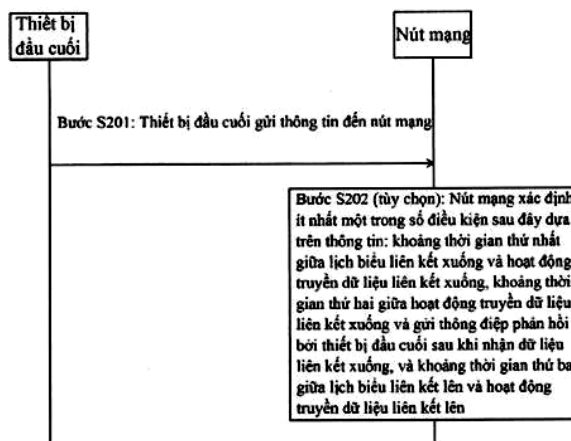 Thiết bị
đầu cuối
Nút mạng
Bước S201: Thiết bị đầu cuối gửi thông tin đến nút mạng
Bước S202 (tùy chọn): Nút mạng xác định
ít nhất một trong số điều kiện sau đây dựa
trên thông tin: khoảng thời gian thứ nhất
giữa lịch biểu liên kết xuống và hoạt động
truyền dữ liệu liên kết xuống, khoảng thời
gian thứ hai giữa hoạt động truyền dữ liệu
liên kết xuống và gửi thông điệp phản hồi
bởi thiết bị đầu cuối sau khi nhận dữ liệu
liên kết xuống, và khoảng thời gian thứ ba
giữa lịch biểu liên kết lên và hoạt động
truyền dữ liệu liên kết lên